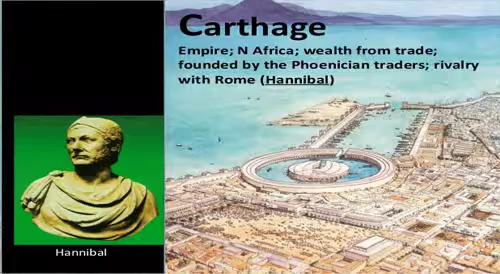 Carthage
Empire; N Africa; wealth from trade;
founded by the Phoenician traders; rivalry
with Rome (Hannibal)
Hannibal